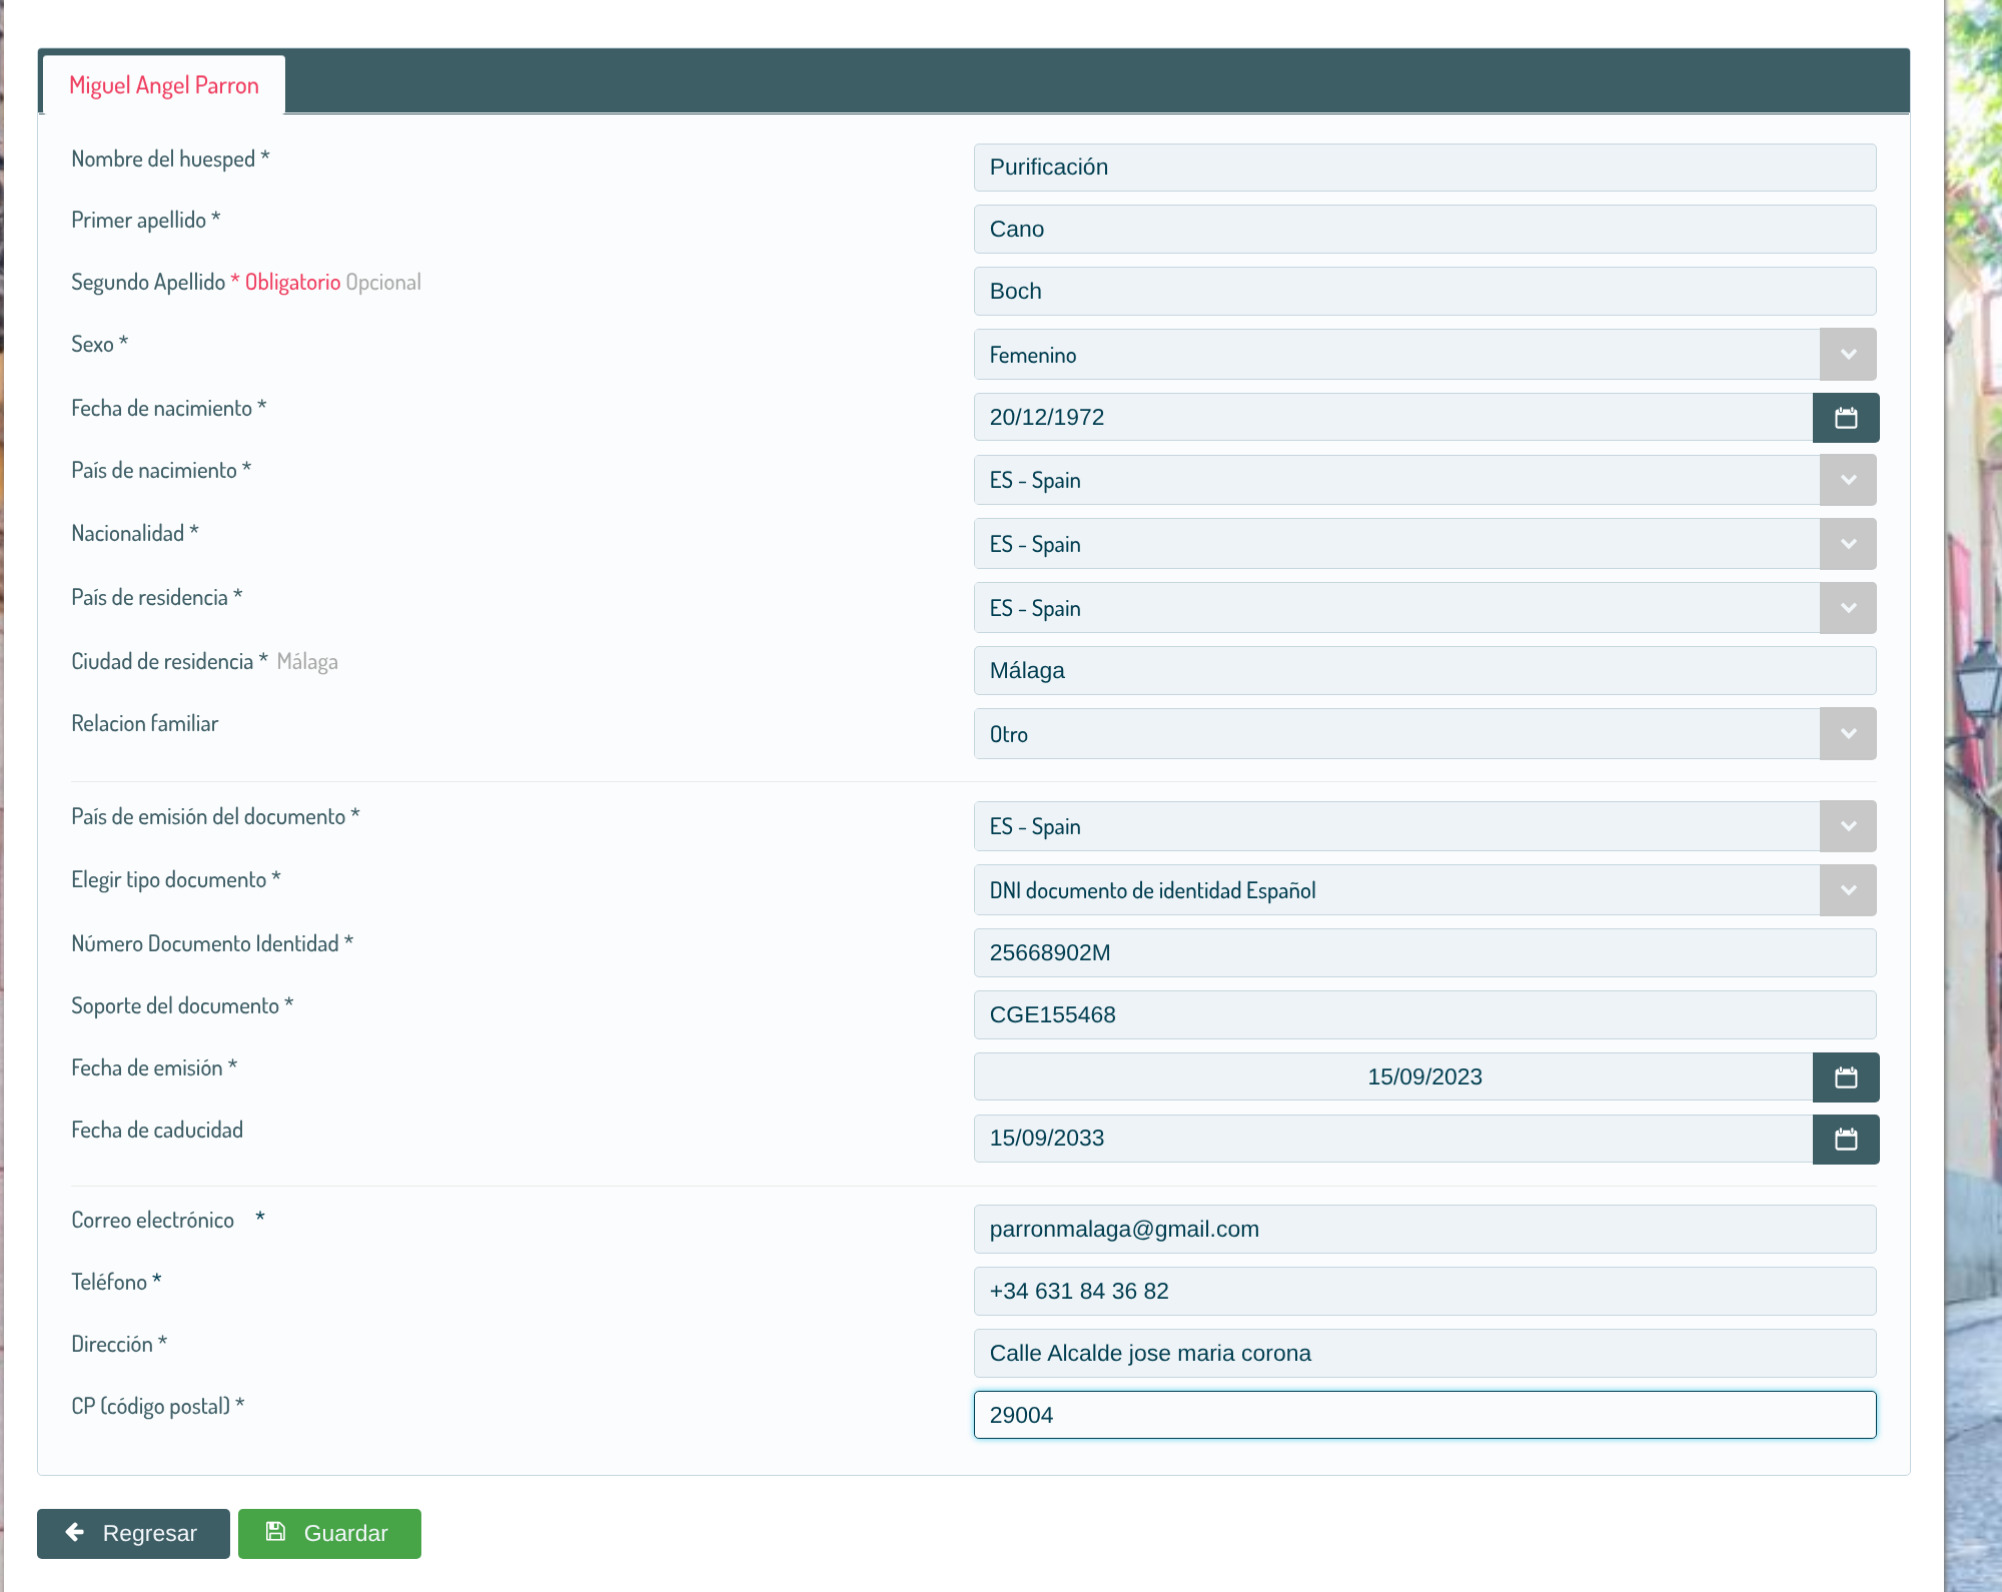 Miguel Angel Parron
Nombre del huesped * Purificación
Primer apellido * Cano
Segundo Apellido * Obligatorio Opcional Boch
Sexo * Femenino
Fecha de nacimiento * 20/12/1972
País de nacimiento * ES - Spain
Nacionalidad * ES - Spain
País de residencia * ES - Spain
Ciudad de residencia * Málaga Málaga
Relacion familiar Otro
País de emisión del documento * ES - Spain
Elegir tipo documento * DNI documento de identidad Español
Número Documento Identidad * 25668902M
Soporte del documento * CGE155468
Fecha de emisión * 15/09/2023
Fecha de caducidad 15/09/2033
Correo electrónico * parronmalaga@gmail.com
Teléfono * +34 631 84 36 82
Dirección * Calle Alcalde jose maria corona
CP (código postal) * 29004
Regresar Guardar